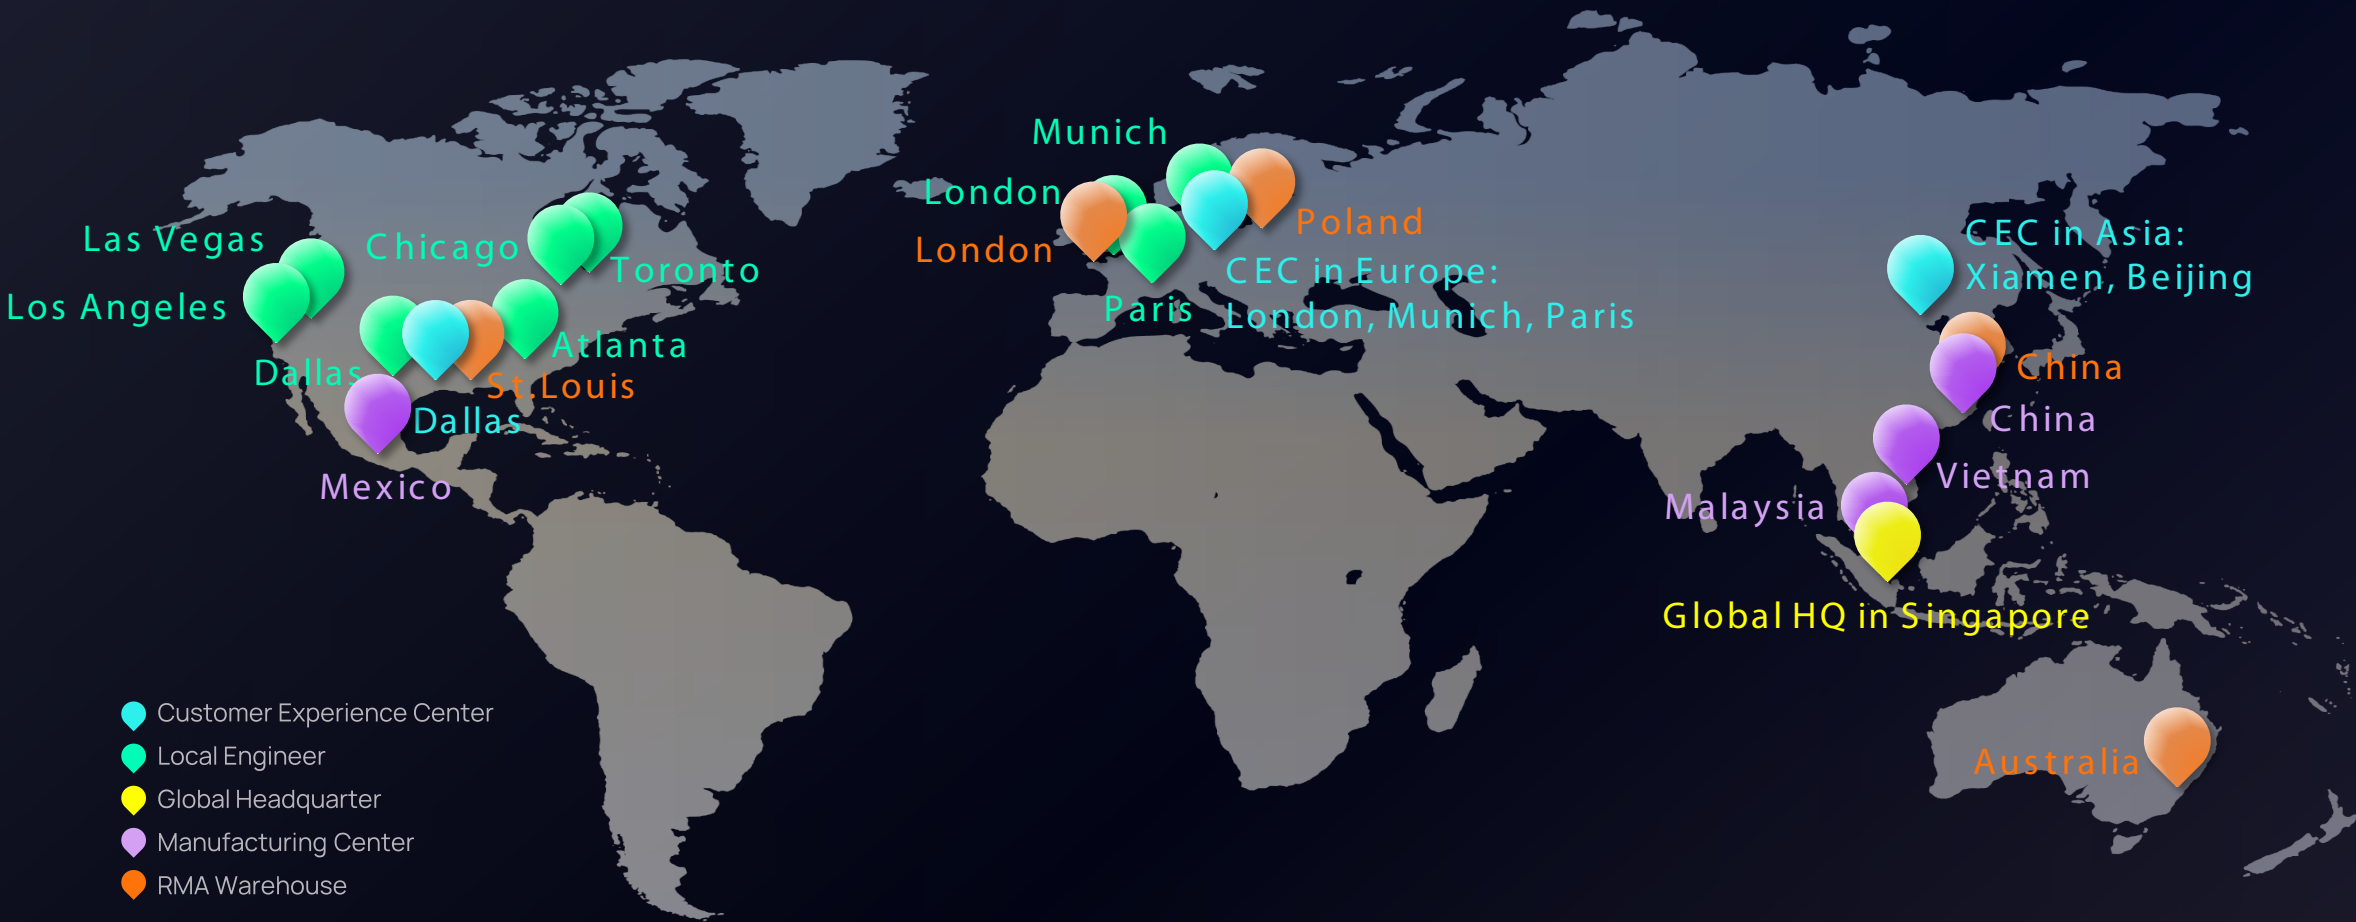 Munich
London
London
Poland
Paris
CEC in Europe:
London, Munich, Paris
Las Vegas
Los Angeles
Chicago
Toronto
Dallas
Atlanta
St.Louis
Dallas
Mexico
CEC in Asia:
Xiamen, Beijing
China
China
Vietnam
Malaysia
Global HQ in Singapore
Australia
Customer Experience Center
Local Engineer
Global Headquarter
Manufacturing Center
RMA Warehouse